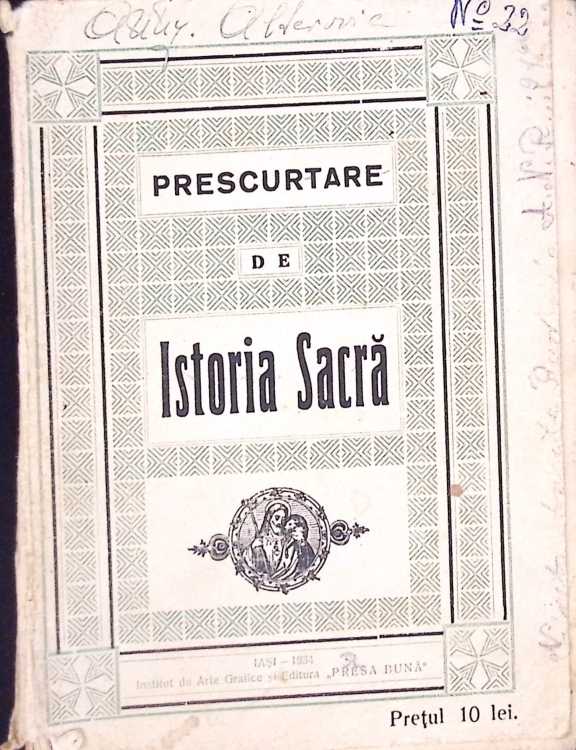 No 22
PRESCURTARE
DE
Istoria Sacră
IAȘI — 1934
Institut de Arte Grafice și Editura „PRESA BUNĂ"
Prețul 10 lei.